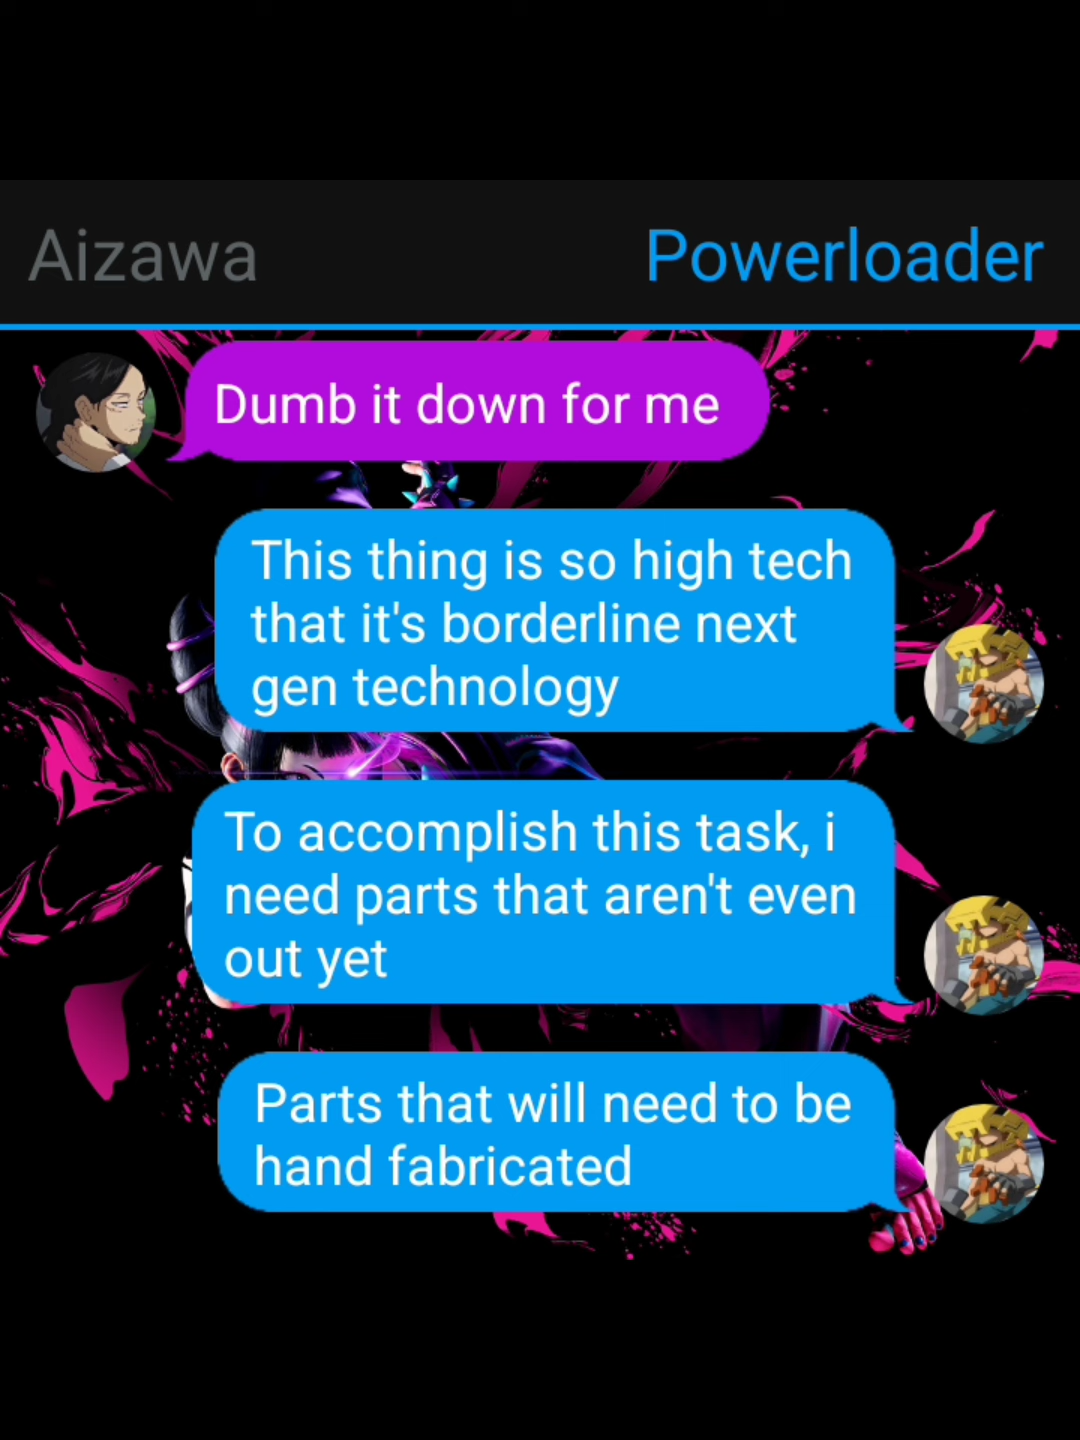 Aizawa
Powerloader
Dumb it down for me
This thing is so high tech
that it's borderline next
gen technology
To accomplish this task, i
need parts that aren't even
out yet
Parts that will need to be
hand fabricated